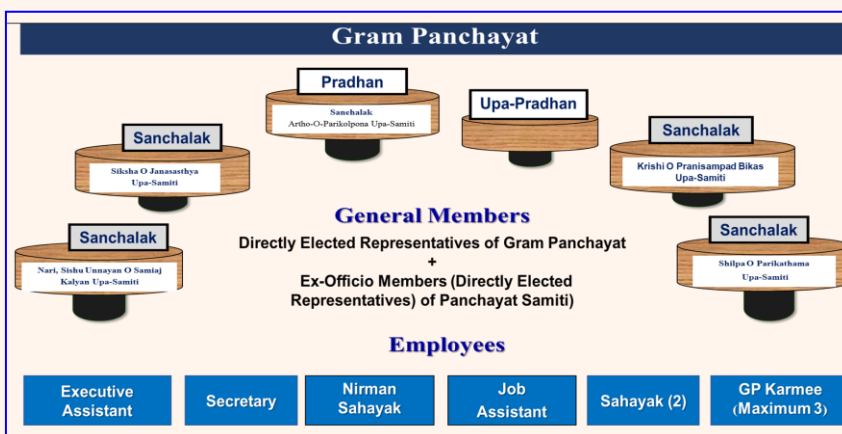 Gram Panchayat
Pradhan
Sanchalak
Artho-O-Parikolpona Upa-Samiti
Upa-Pradhan
Sanchalak
Siksha O Janasasthya
Upa-Samiti
Sanchalak
Krishi O Pranisampad Bikas
Upa-Samiti
Sanchalak
Nari, Sishu Unnayan O Samiaj
Kalyan Upa-Samiti
Sanchalak
Shilpa O Parikathama
Upa-Samiti
General Members
Directly Elected Representatives of Gram Panchayat
+
Ex-Officio Members (Directly Elected
Representatives) of Panchayat Samiti)
Employees
Executive
Assistant
Secretary
Nirman
Sahayak
Job
Assistant
Sahayak (2)
GP Karmee
(Maximum 3)